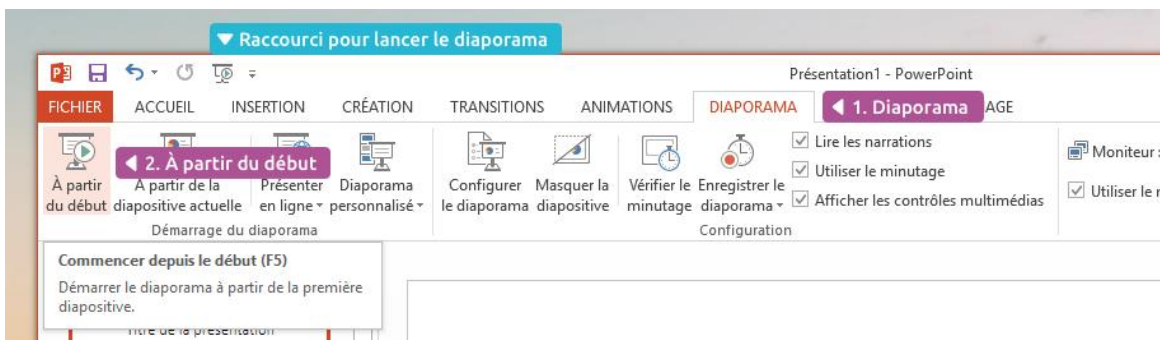 Raccourci pour lancer le diaporama
Présentation1 - PowerPoint
FICHIER ACCUEIL INSERTION CRÉATION TRANSITIONS ANIMATIONS DIAPORAMA 1. Diaporama AGE
2. À partir du début
À partir du début
À partir de la diapositive actuelle
Présenter en ligne
Diaporama personnalisé
Configurer le diaporama
Masquer la diapositive
Vérifier le minutage
Enregistrer le diaporama
Lire les narrations
Utiliser le minutage
Afficher les contrôles multimédias
Moniteur :
Utiliser le
Démarrage du diaporama
Configuration
Commencer depuis le début (F5)
Démarrer le diaporama à partir de la première
diapositive.
Titre de la présentation